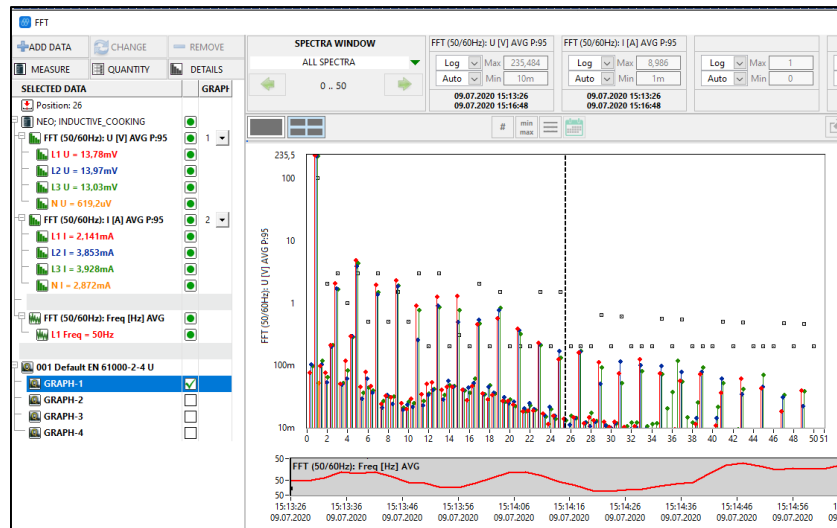 FFT
ADD DATA CHANGE REMOVE
MEASURE QUANTITY DETAILS
SELECTED DATA GRAPH
Position: 26
NEO; INDUCTIVE_COOKING
FFT (50/60Hz): U [V] AVG P:95 1
L1 U = 13,78mV
L2 U = 13,97mV
L3 U = 13,03mV
N U = 619,2uV
FFT (50/60Hz): I [A] AVG P:95 2
L1 I = 2,141mA
L2 I = 3,853mA
L3 I = 3,928mA
N I = 2,872mA
FFT (50/60Hz): Freq [Hz] AVG
L1 Freq = 50Hz
001 Default EN 61000-2-4 U
GRAPH-1
GRAPH-2
GRAPH-3
GRAPH-4
SPECTRA WINDOW
ALL SPECTRA
0 .. 50
FFT (50/60Hz): U [V] AVG P:95
Log Max 235,484
Auto Min 10m
09.07.2020 15:13:26
09.07.2020 15:16:48
FFT (50/60Hz): I [A] AVG P:95
Log Max 8,986
Auto Min 1m
09.07.2020 15:13:26
09.07.2020 15:16:48
Log Max 1
Auto Min 0
# min max
FFT (50/60Hz): U [V] AVG P:95
235,5
100
10
1
100m
10m
0 2 4 6 8 10 12 14 16 18 20 22 24 26 28 30 32 34 36 38 40 42 44 46 48 50 51
FFT (50/60Hz): Freq [Hz] AVG
50
50
50
15:13:26 15:13:36 15:13:46 15:13:56 15:14:06 15:14:16 15:14:26 15:14:36 15:14:46 15:14:56
09.07.2020 09.07.2020 09.07.2020 09.07.2020 09.07.2020 09.07.2020 09.07.2020 09.07.2020 09.07.2020